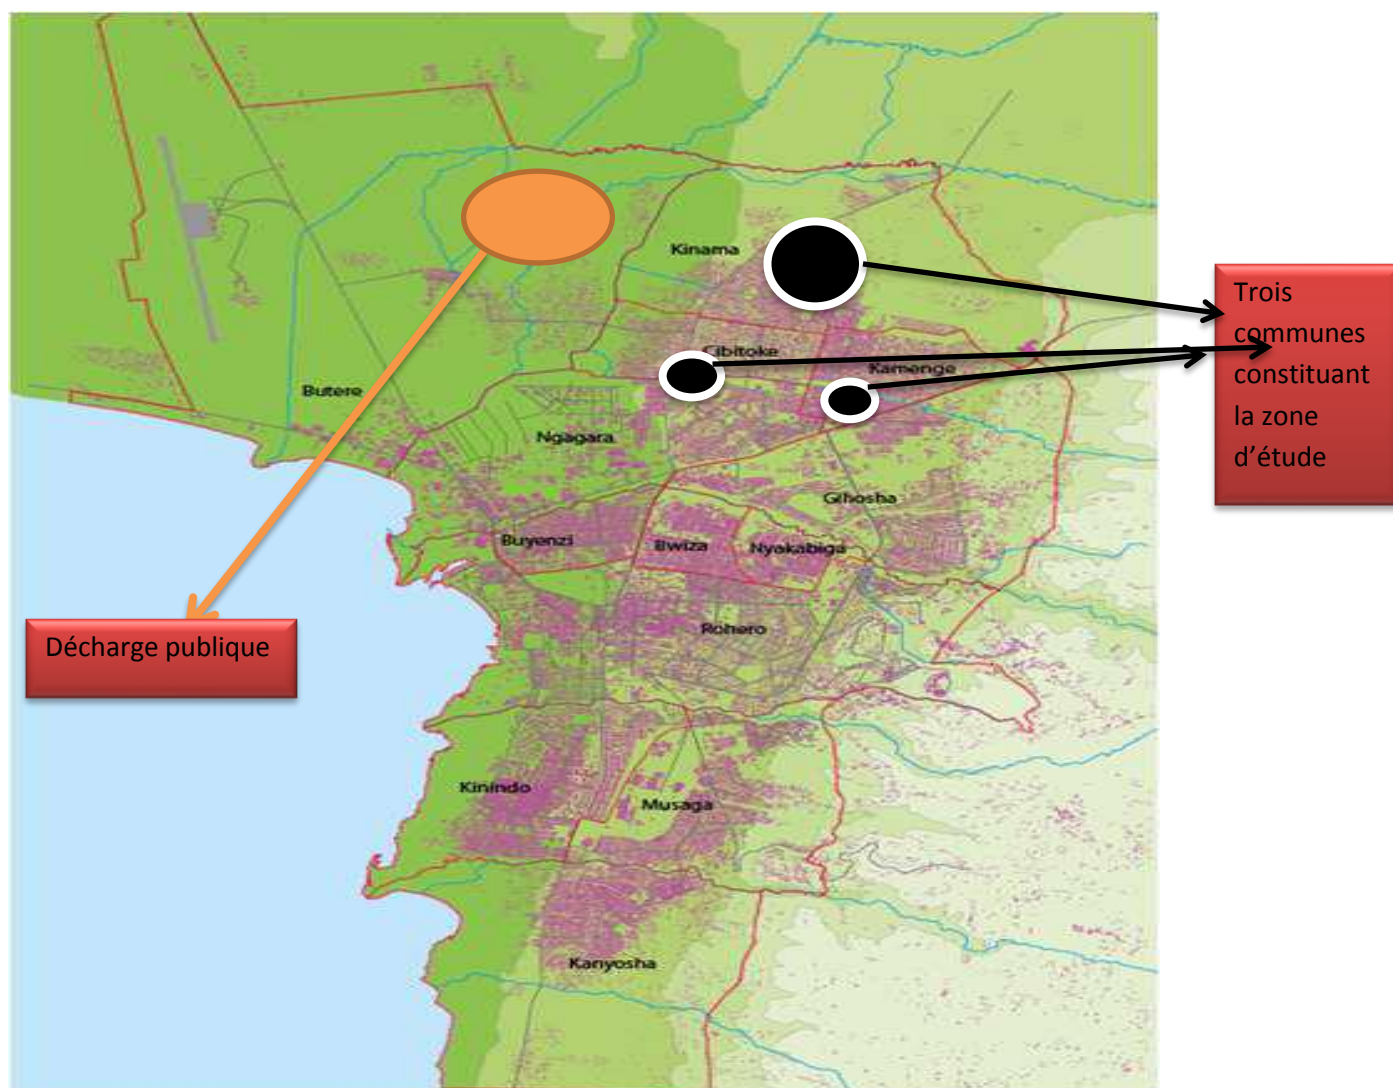 Kinama
Trois
communes
constituant
la zone
d'étude
Cibitoke
Kamenge
Butere
Ngagara
Gihosha
Buyenzi
Bwiza
Nyakabiga
Rohero
Décharge publique
Kinindo
Musaga
Kanyosha